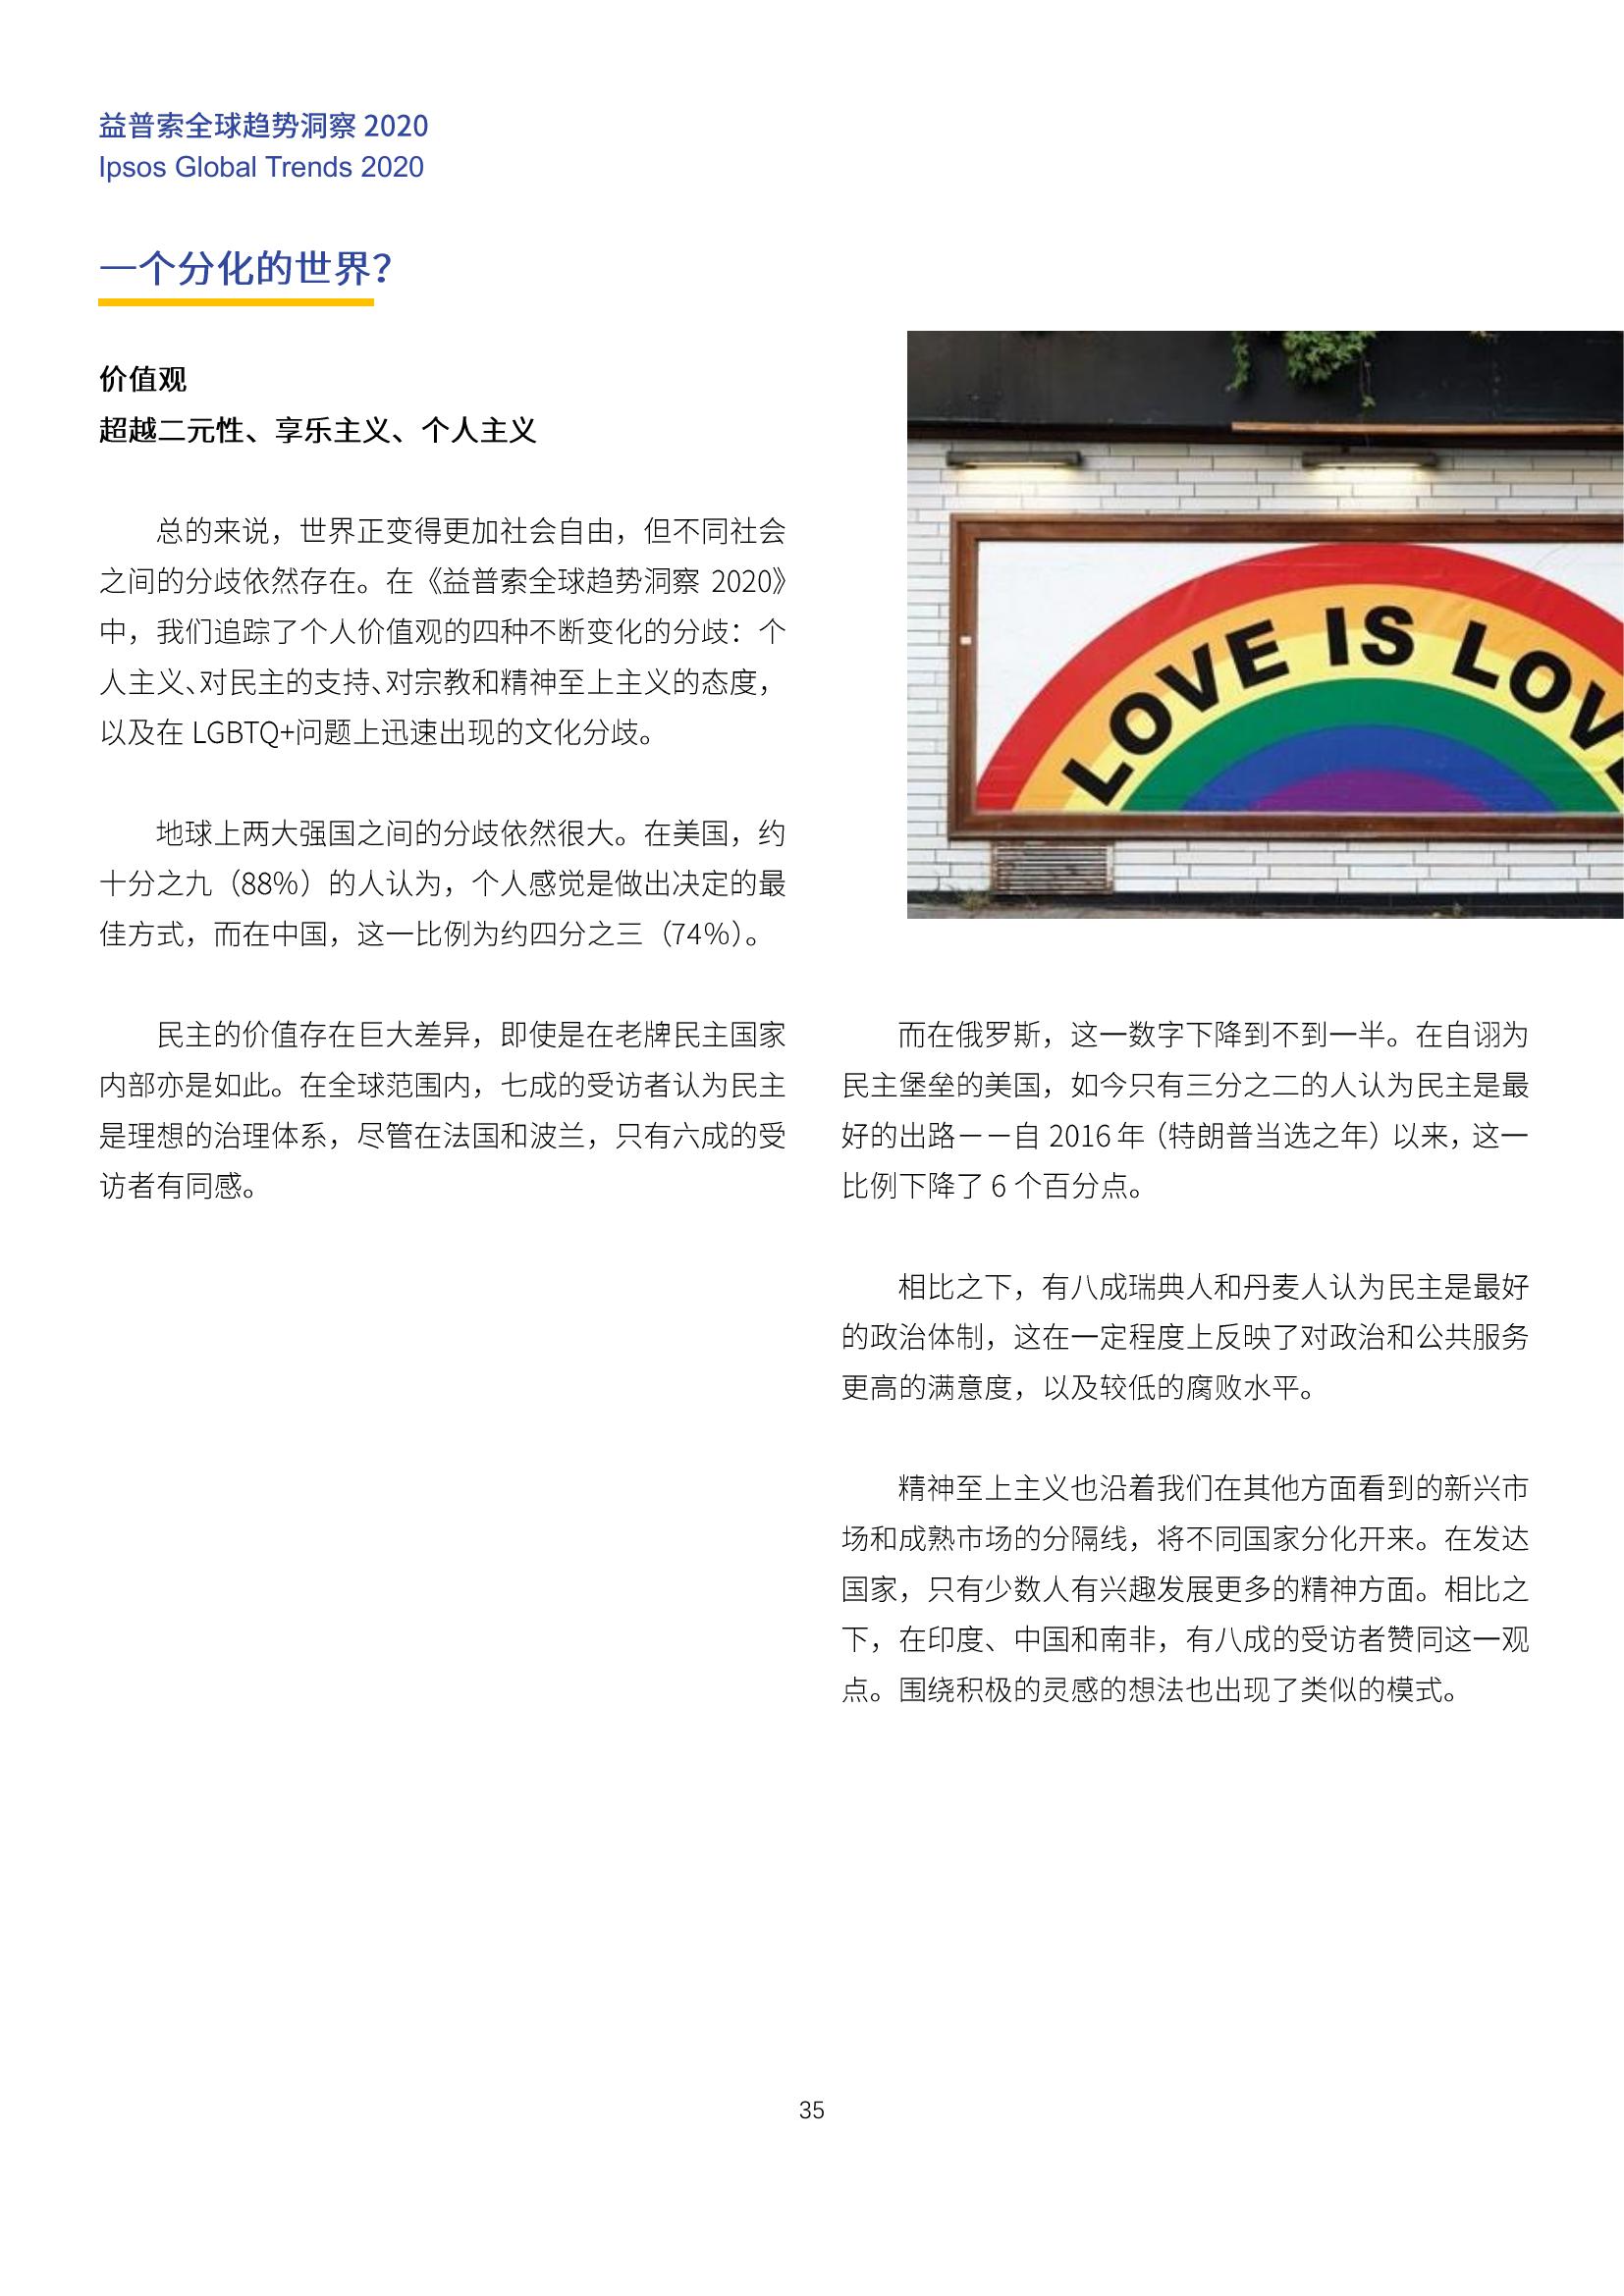 益普索全球趋势洞察 2020
Ipsos Global Trends 2020
一个分化的世界？
价值观
超越二元性、享乐主义、个人主义
总的来说，世界正变得更加社会自由，但不同社会
之间的分歧依然存在。在《益普索全球趋势洞察 2020》
中，我们追踪了个人价值观的四种不断变化的分歧：个
人主义、对民主的支持、对宗教和精神至上主义的态度，
以及在 LGBTQ+问题上迅速出现的文化分歧。
地球上两大强国之间的分歧依然很大。在美国，约
十分之九（88%）的人认为，个人感觉是做出决定的最
佳方式，而在中国，这一比例为约四分之三（74%）。
民主的价值存在巨大差异，即使是在老牌民主国家
内部亦是如此。在全球范围内，七成的受访者认为民主
是理想的治理体系，尽管在法国和波兰，只有六成的受
访者有同感。
LOVE IS LOVE
而在俄罗斯，这一数字下降到不到一半。在自诩为
民主堡垒的美国，如今只有三分之二的人认为民主是最
好的出路－－自 2016 年（特朗普当选之年）以来，这一
比例下降了 6 个百分点。
相比之下，有八成瑞典人和丹麦人认为民主是最好
的政治体制，这在一定程度上反映了对政治和公共服务
更高的满意度，以及较低的腐败水平。
精神至上主义也沿着我们在其他方面看到的新兴市
场和成熟市场的分隔线，将不同国家分化开来。在发达
国家，只有少数人有兴趣发展更多的精神方面。相比之
下，在印度、中国和南非，有八成的受访者赞同这一观
点。围绕积极的灵感的想法也出现了类似的模式。
35